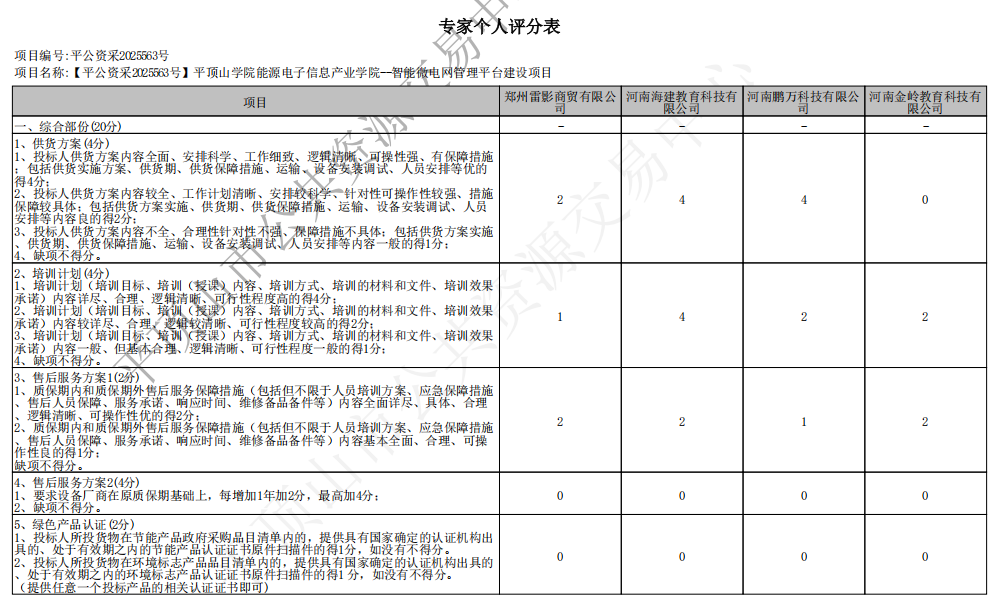 专家个人评分表
项目编号:平公资采2025563号
项目名称:【平公资采2025563号】平顶山学院能源电子信息产业学院--智能微电网管理平台建设项目
项目 郑州雷影商贸有限公司 河南海建教育科技有限公司 河南鹏万科技有限公司 河南金岭教育科技有限公司
一、综合部份(20分) - - - -
1、供货方案(4分)
1、投标人供货方案内容全面、安排科学、工作细致、逻辑清晰、可操性强、有保障措施
；包括供货实施方案、供货期、供货保障措施、运输、设备安装调试、人员安排等优的
得4分；
2、投标人供货方案内容较全、工作计划清晰、安排较科学、针对性可操作性较强、措施
保障较具体；包括供货方案实施、供货期、供货保障措施、运输、设备安装调试、人员
安排等内容良的得2分；
3、投标人供货方案内容不全、合理性针对性不强、保障措施不具体；包括供货方案实施
、供货期、供货保障措施、运输、设备安装调试、人员安排等内容一般的得1分；
4、缺项不得分。
2 4 4 0
2、培训计划(4分)
1、培训计划（培训目标、培训（授课）内容、培训方式、培训的材料和文件、培训效果
承诺）内容详尽、合理、逻辑清晰、可行性程度高的得4分；
2、培训计划（培训目标、培训（授课）内容、培训方式、培训的材料和文件、培训效果
承诺）内容较详尽、合理、逻辑较清晰、可行性程度较高的得2分；
3、培训计划（培训目标、培训（授课）内容、培训方式、培训的材料和文件、培训效果
承诺）内容一般、但基本合理、逻辑清晰、可行性程度一般的得1分；
4、缺项不得分。
1 4 2 2
3、售后服务方案1(2分)
1、质保期内和质保期外售后服务保障措施（包括但不限于人员培训方案、应急保障措施
、售后人员保障、服务承诺、响应时间、维修备品备件等）内容全面详尽、具体、合理
、逻辑清晰、可操作性优的得2分；
2、质保期内和质保期外售后服务保障措施（包括但不限于人员培训方案、应急保障措施
、售后人员保障、服务承诺、响应时间、维修备品备件等）内容基本全面、合理、可操
作性良的得1分；
缺项不得分。
2 2 1 2
4、售后服务方案2(4分)
1、要求设备厂商在原质保期基础上，每增加1年加2分，最高加4分；
2、缺项不得分。
0 0 0 0
5、绿色产品认证(2分)
1、投标人所投货物在节能产品政府采购品目清单内的，提供具有国家确定的认证机构出
具的、处于有效期之内的节能产品认证证书原件扫描件的得1分，如没有不得分。
2、投标人所投货物在环境标志产品品目清单内的，提供具有国家确定的认证机构出具的
、处于有效期之内的环境标志产品认证证书原件扫描件的得1 分，如没有不得分。
（提供任意一个投标产品的相关认证证书即可）
0 0 0 0
平顶山市公共资源交易中
顶山市公共资源交易中心